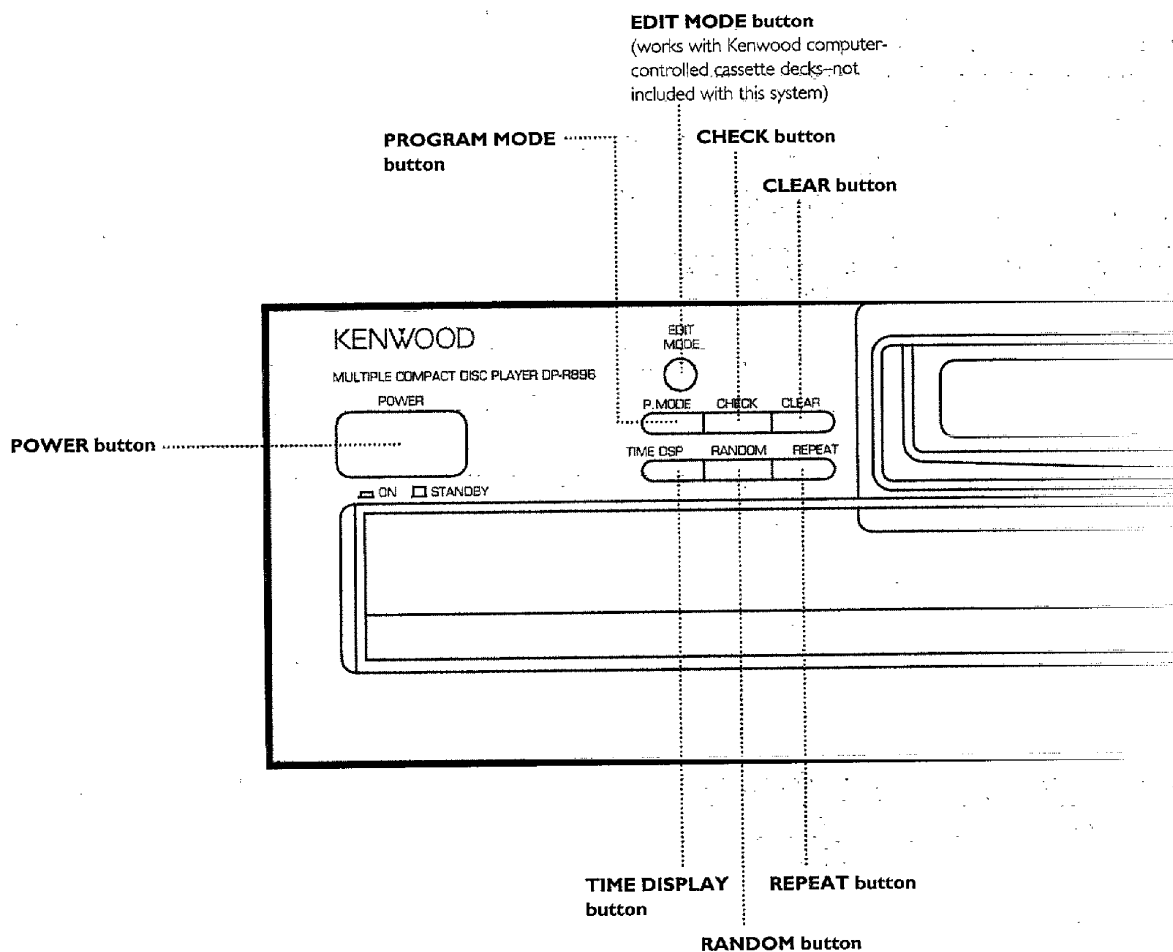 EDIT MODE button
(works with Kenwood computer-
controlled cassette decks–not
included with this system)
PROGRAM MODE
button
CHECK button
CLEAR button
KENWOOD
MULTIPLE COMPACT DISC PLAYER DP-R896
POWER
EDIT
MODE
P.MODE CHECK CLEAR
POWER button
TIME DSP RANDOM REPEAT
ON STANDBY
TIME DISPLAY
button
REPEAT button
RANDOM button